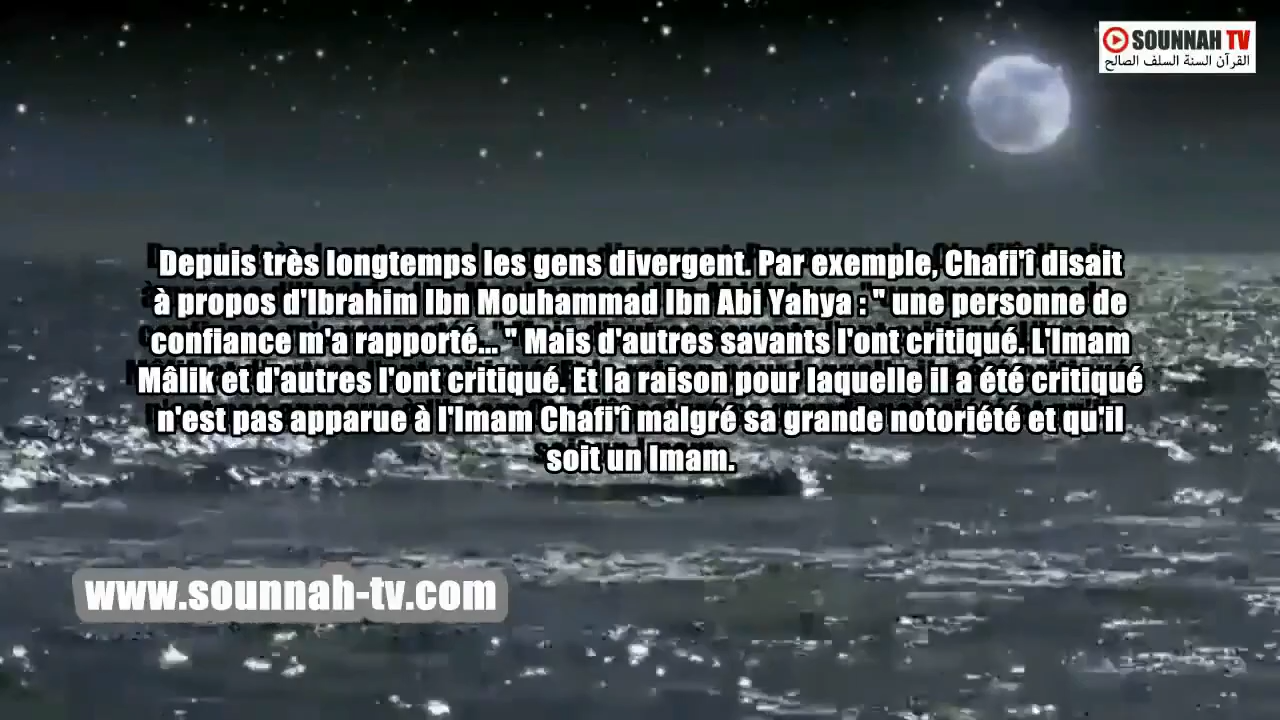 SOUNNAH TV
القرآن السنة السلف الصالح
Depuis très longtemps les gens divergent. Par exemple, Chafi'î disait
à propos d'Ibrahim Ibn Mouhammad Ibn Abi Yahya : " une personne de
confiance m'a rapporté... " Mais d'autres savants l'ont critiqué. L'Imam
Mâlik et d'autres l'ont critiqué. Et la raison pour laquelle il a été critiqué
n'est pas apparue à l'Imam Chafi'î malgré sa grande notoriété et qu'il
soit un Imam.
www.sounnah-tv.com